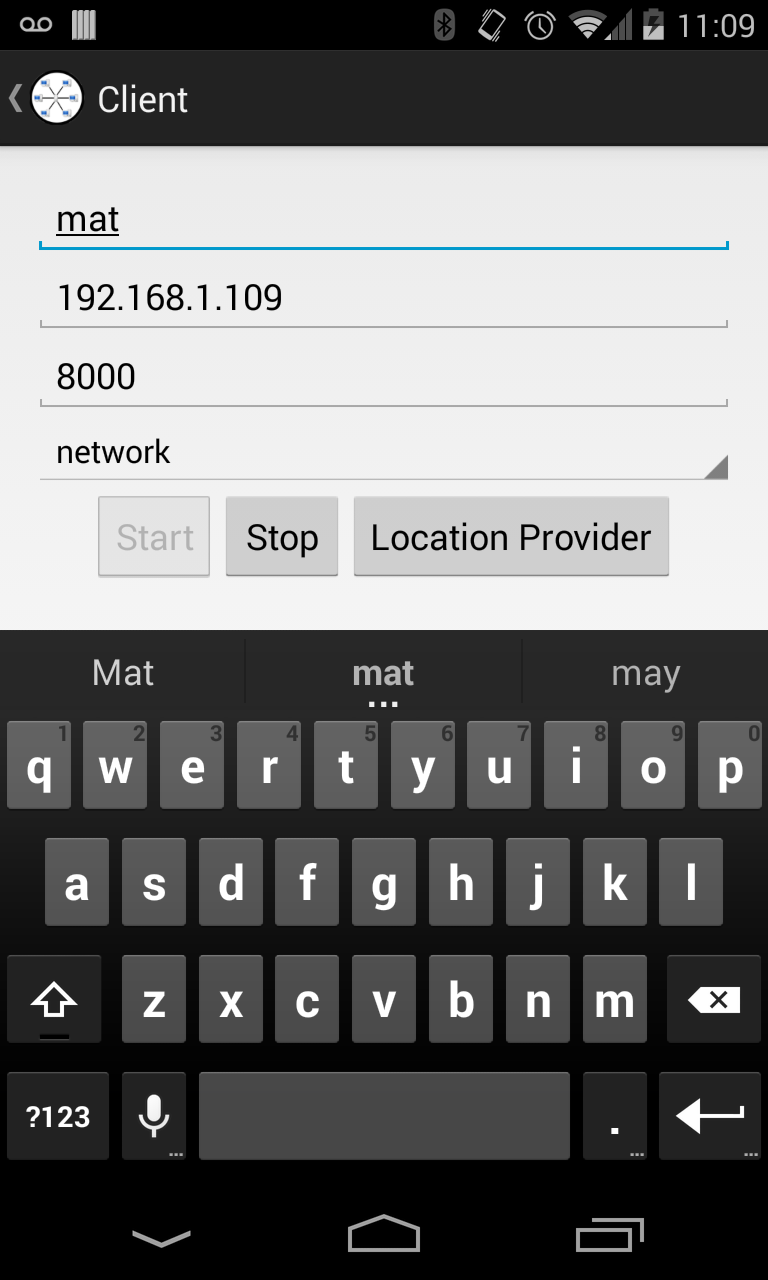 11:09
Client
mat
192.168.1.109
8000
network
Start Stop Location Provider
Mat mat may
1 2 3 4 5 6 7 8 9 0
q w e r t y u i o p
a s d f g h j k l
z x c v b n m
?123 .